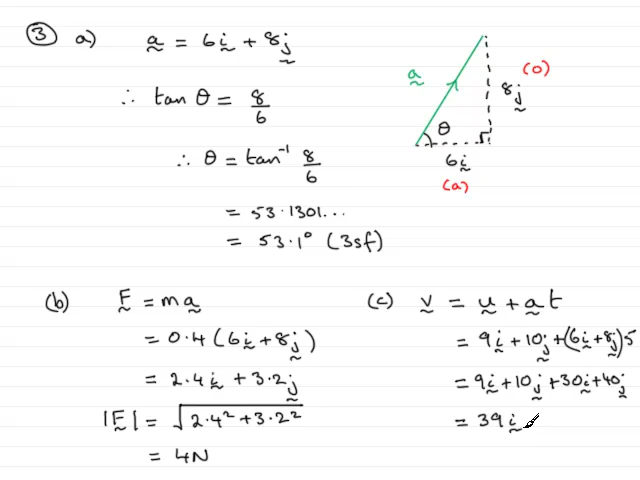 ③ a) a = 6i + 8j
∴ tan θ = 8/6
∴ θ = tan⁻¹ 8/6
= 53.1301...
= 53.1° (3sf)
a
θ
8j (o)
6i
(a)
(b) F = ma
= 0.4 (6i + 8j)
= 2.4i + 3.2j
|F| = √(2.4² + 3.2²)
= 4N
(c) v = u + at
= 9i + 10j + (6i + 8j)5
= 9i + 10j + 30i + 40j
= 39i